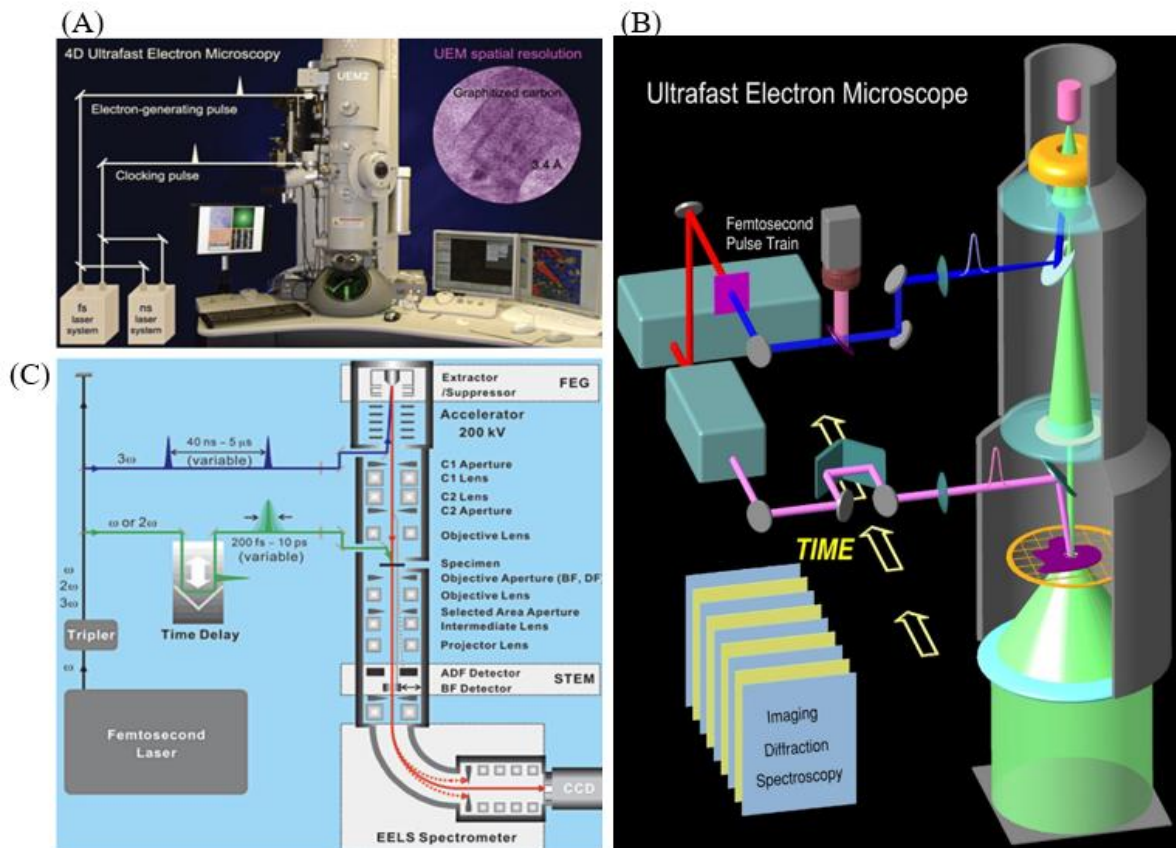 (A)
4D Ultrafast Electron Microscopy
UEM spatial resolution
UEM2
Graphitized carbon
Electron-generating pulse
3.4 Å
Clocking pulse
fs
laser
system
ns
laser
system
(B)
Ultrafast Electron Microscope
Femtosecond
Pulse Train
TIME
Imaging
Diffraction
Spectroscopy
(C)
Extractor
/Suppressor
FEG
Accelerator
200 kV
40 ns – 5 μs
(variable)
3ω
C1 Aperture
C1 Lens
C2 Lens
C2 Aperture
ω or 2ω
200 fs – 10 ps
(variable)
Objective Lens
Specimen
Objective Aperture (BF, DF)
Objective Lens
Selected Area Aperture
Intermediate Lens
Projector Lens
ω
2ω
3ω
Time Delay
Tripler
ω
ADF Detector
BF Detector
STEM
Femtosecond
Laser
CCD
EELS Spectrometer